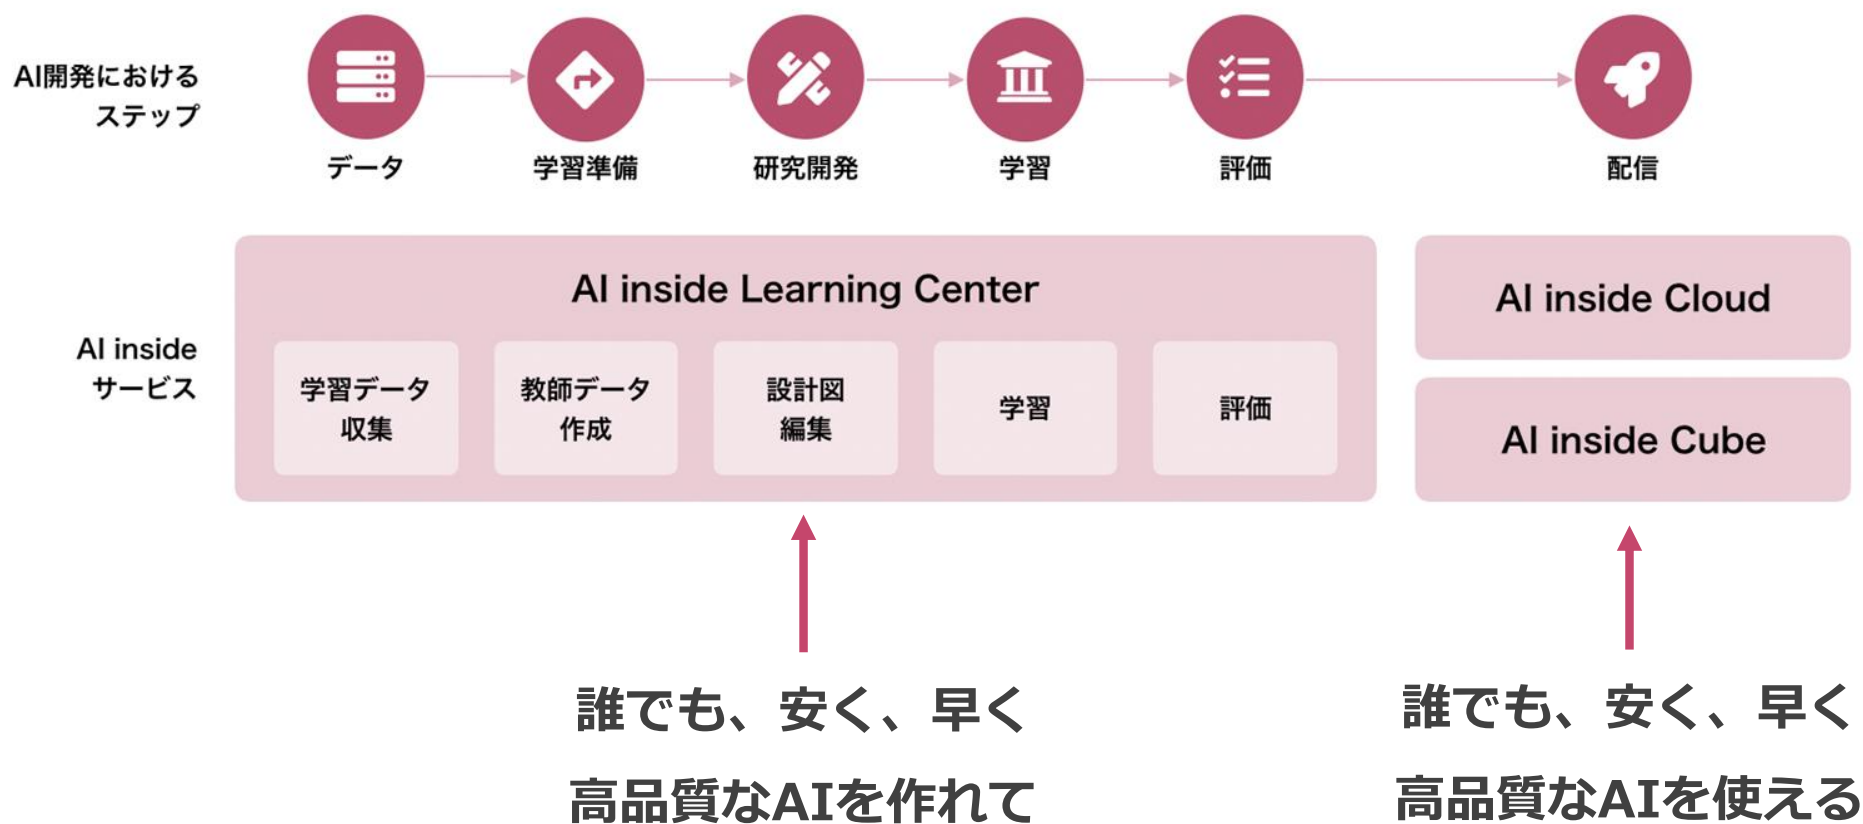 AI開発における
ステップ
データ
学習準備
研究開発
学習
評価
配信
AI inside
サービス
AI inside Learning Center
学習データ
収集
教師データ
作成
設計図
編集
学習
評価
AI inside Cloud
AI inside Cube
誰でも、安く、早く
高品質なAIを作れて
誰でも、安く、早く
高品質なAIを使える